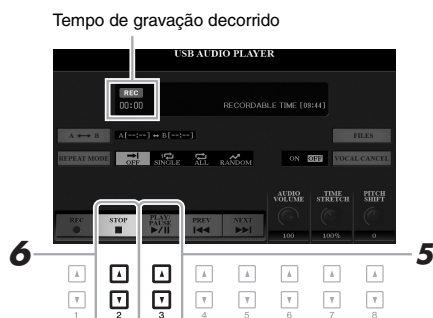 Tempo de gravação decorrido
USB AUDIO PLAYER
REC
00:00
RECORDABLE TIME [09:44]
A ↔ B
A[--:--] ↔ B[--:--]
FILES
REPEAT MODE
OFF
SINGLE
ALL
RANDOM
ON
OFF
VOCAL CANCEL
AUDIO
VOLUME
TIME
STRETCH
PITCH
SHIFT
REC
STOP
PLAY/
PAUSE
PREV
NEXT
100
100%
0
6
5
1
2
3
4
5
6
7
8